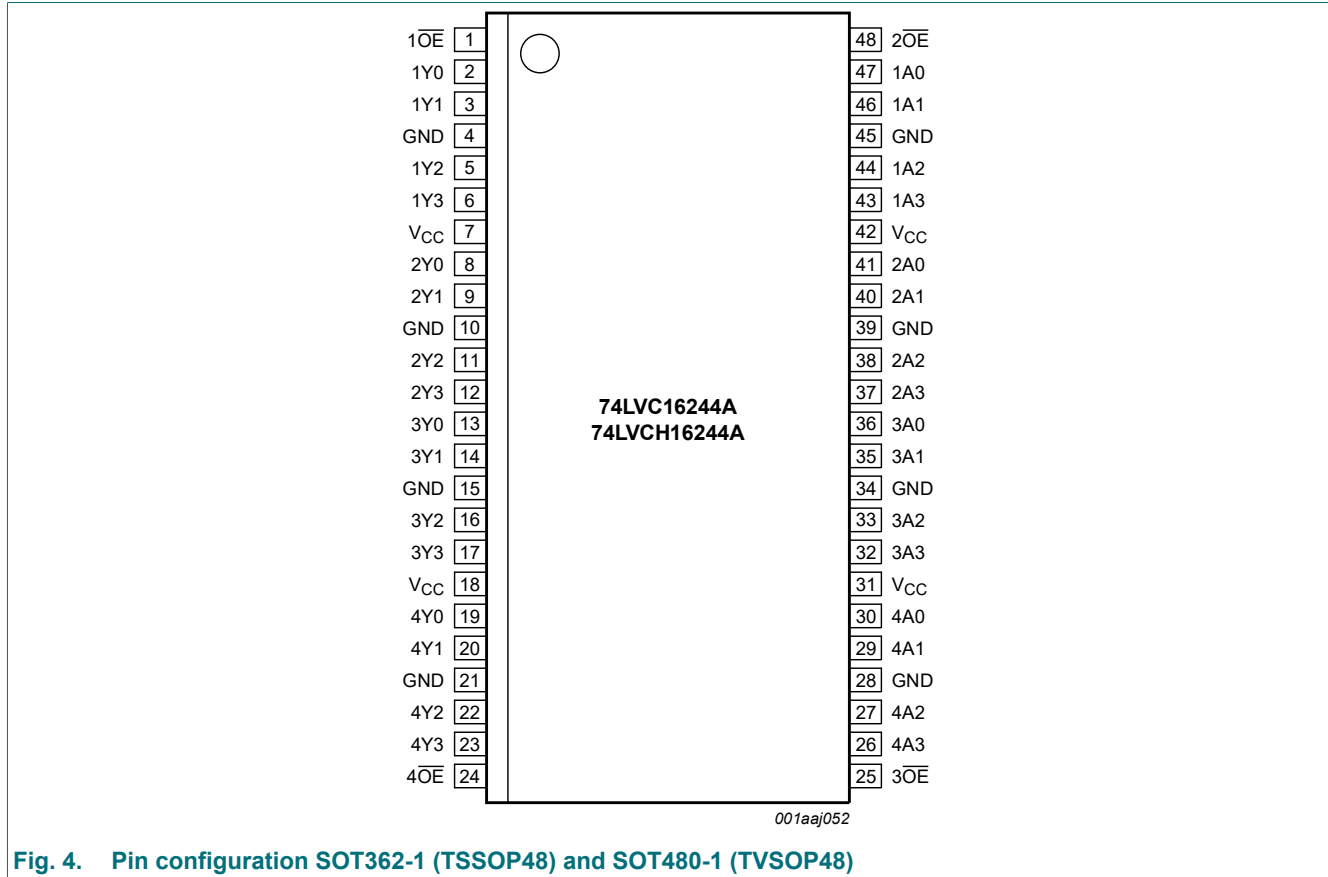 1OE 1 48 2OE
1Y0 2 47 1A0
1Y1 3 46 1A1
GND 4 45 GND
1Y2 5 44 1A2
1Y3 6 43 1A3
VCC 7 42 VCC
2Y0 8 41 2A0
2Y1 9 40 2A1
GND 10 39 GND
2Y2 11 38 2A2
2Y3 12 37 2A3
74LVC16244A
3Y0 13 36 3A0
74LVCH16244A
3Y1 14 35 3A1
GND 15 34 GND
3Y2 16 33 3A2
3Y3 17 32 3A3
VCC 18 31 VCC
4Y0 19 30 4A0
4Y1 20 29 4A1
GND 21 28 GND
4Y2 22 27 4A2
4Y3 23 26 4A3
4OE 24 25 3OE
001aaj052
Fig. 4. Pin configuration SOT362-1 (TSSOP48) and SOT480-1 (TVSOP48)